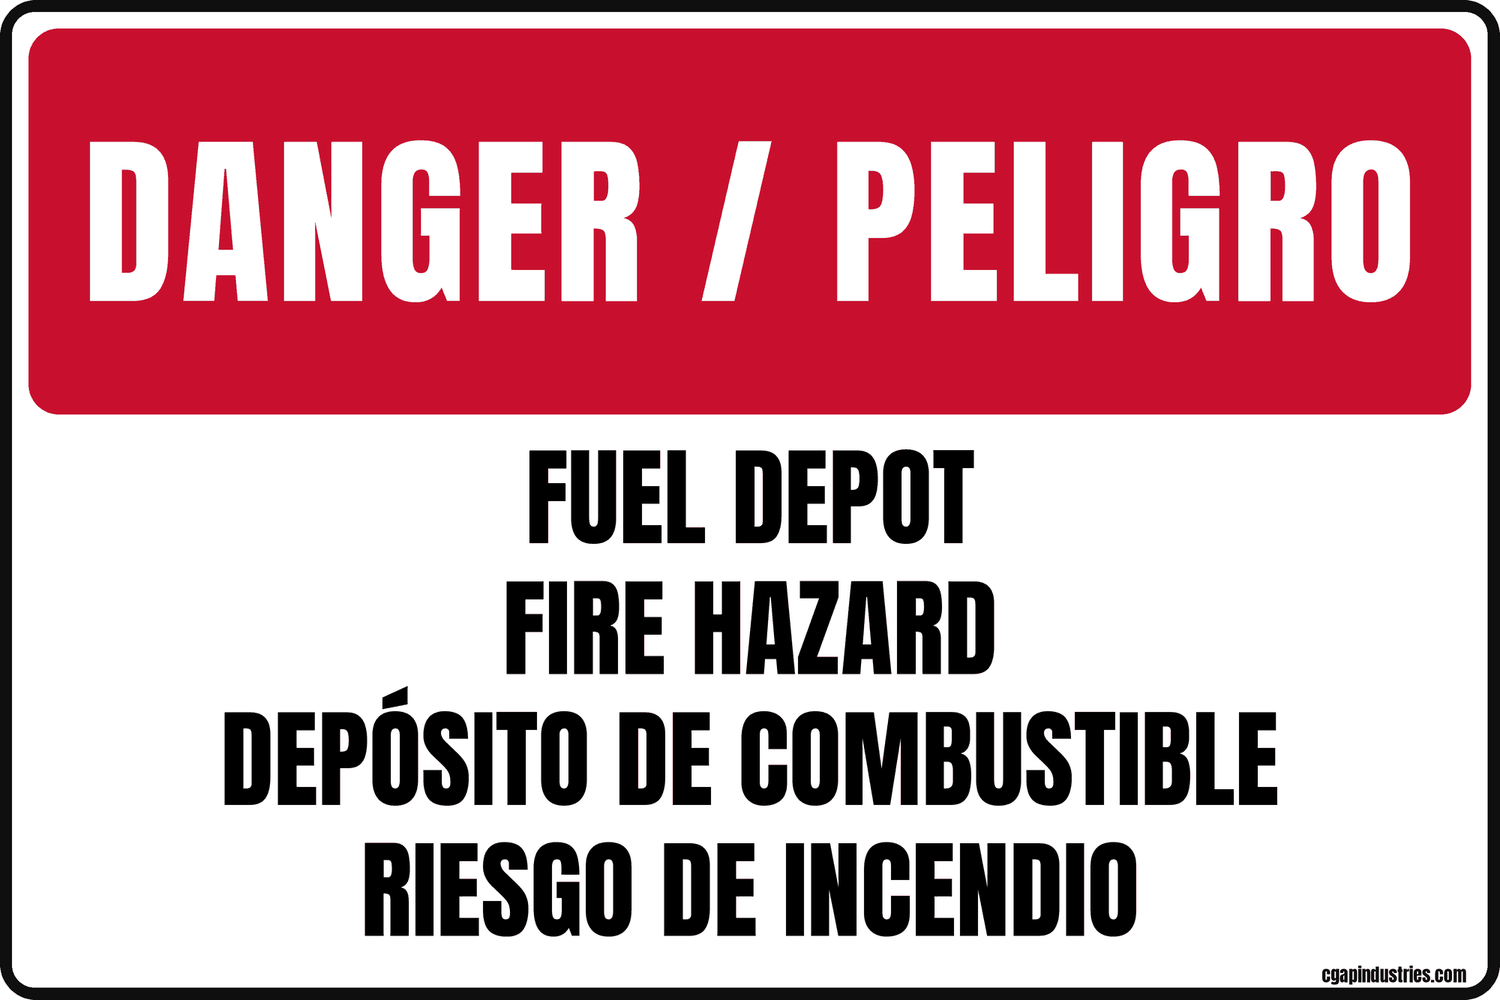 DANGER / PELIGRO
FUEL DEPOT
FIRE HAZARD
DEPÓSITO DE COMBUSTIBLE
RIESGO DE INCENDIO
cgapindustries.com